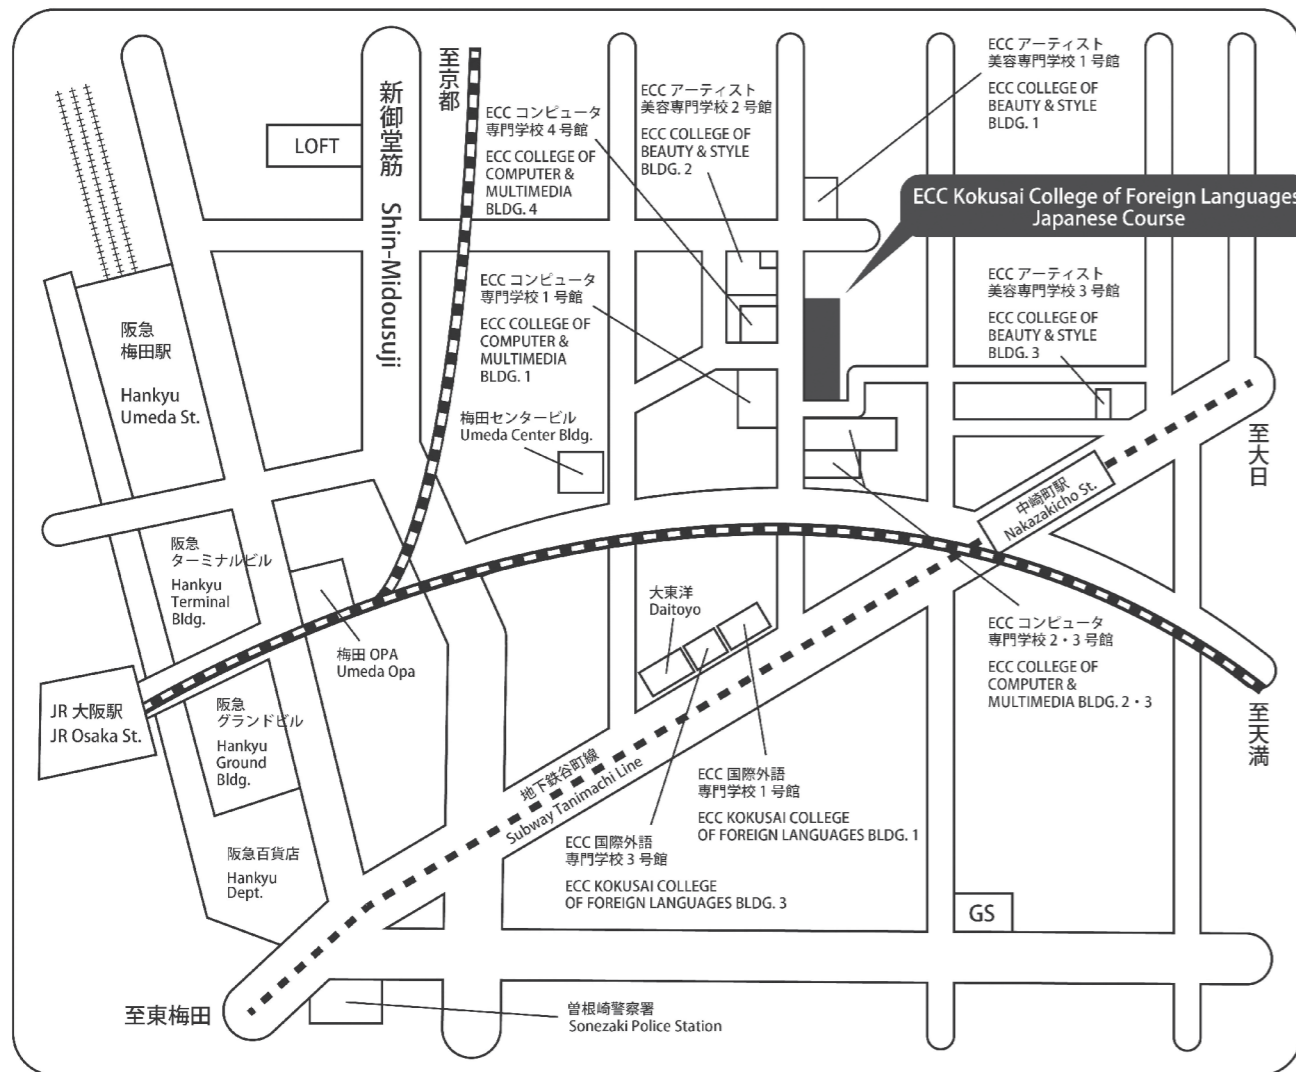 至京都
新御堂筋 Shin-Midousuji
LOFT
ECC コンピュータ
専門学校 4 号館
ECC COLLEGE OF
COMPUTER &
MULTIMEDIA
BLDG. 4
ECC アーティスト
美容専門学校 2 号館
ECC COLLEGE OF
BEAUTY & STYLE
BLDG. 2
ECC アーティスト
美容専門学校 1 号館
ECC COLLEGE OF
BEAUTY & STYLE
BLDG. 1
ECC Kokusai College of Foreign Languages
Japanese Course
ECC コンピュータ
専門学校 1 号館
ECC COLLEGE OF
COMPUTER &
MULTIMEDIA
BLDG. 1
ECC アーティスト
美容専門学校 3 号館
ECC COLLEGE OF
BEAUTY & STYLE
BLDG. 3
阪急
梅田駅
Hankyu
Umeda St.
梅田センタービル
Umeda Center Bldg.
至大日
中崎町駅
Nakazakicho St.
阪急
ターミナルビル
Hankyu
Terminal
Bldg.
梅田 OPA
Umeda Opa
大東洋
Daitoyo
ECC コンピュータ
専門学校 2・3 号館
ECC COLLEGE OF
COMPUTER &
MULTIMEDIA BLDG. 2・3
JR 大阪駅
JR Osaka St.
阪急
グランドビル
Hankyu
Ground
Bldg.
至天満
地下鉄谷町線
Subway Tanimachi Line
ECC 国際外語
専門学校 1 号館
ECC KOKUSAI COLLEGE
OF FOREIGN LANGUAGES BLDG. 1
ECC 国際外語
専門学校 3 号館
ECC KOKUSAI COLLEGE
OF FOREIGN LANGUAGES BLDG. 3
阪急百貨店
Hankyu
Dept.
GS
至東梅田
曽根崎警察署
Sonezaki Police Station